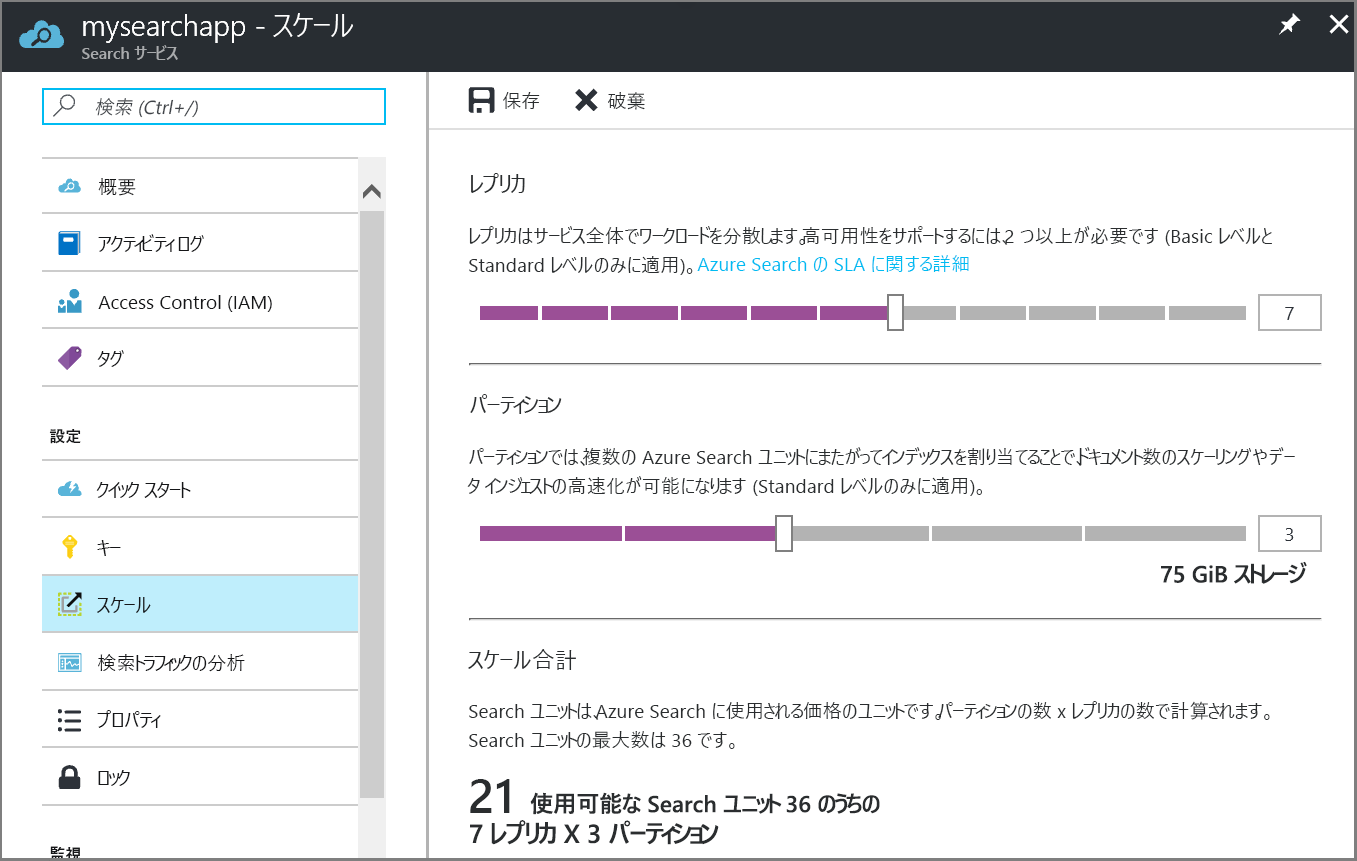 mysearchapp - スケール
Search サービス
検索 (Ctrl+/)
概要
アクティビティ ログ
Access Control (IAM)
タグ
設定
クイック スタート
キー
スケール
検索トラフィックの分析
プロパティ
ロック
監視
保存
破棄
レプリカ
レプリカはサービス全体でワークロードを分散します。高可用性をサポートするには、2 つ以上が必要です (Basic レベルと
Standard レベルのみに適用)。Azure Search の SLA に関する詳細
7
パーティション
パーティションでは、複数の Azure Search ユニットにまたがってインデックスを割り当てることで、ドキュメント数のスケーリングやデー
タ インジェストの高速化が可能になります (Standard レベルのみに適用)。
3
75 GiB ストレージ
スケール合計
Search ユニットは、Azure Search に使用される価格のユニットです。パーティションの数 x レプリカの数で計算されます。
Search ユニットの最大数は 36 です。
21 使用可能な Search ユニット 36 のうちの
7 レプリカ X 3 パーティション